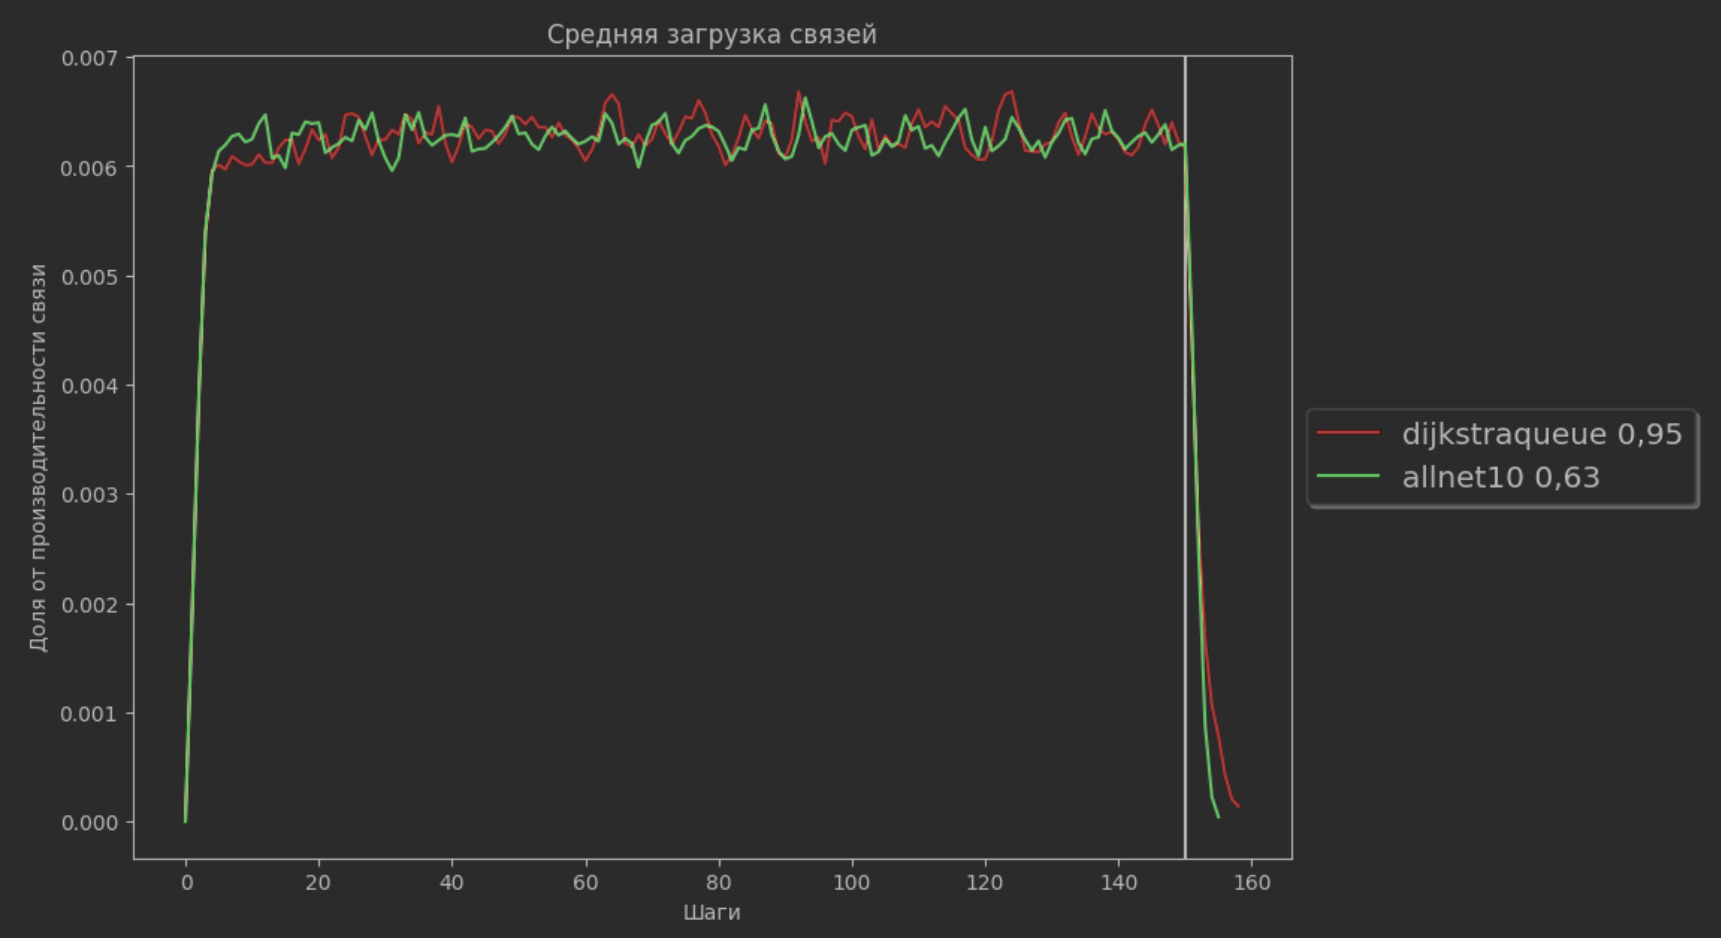 Средняя загрузка связей
Доля от производительности связи
0.007
0.006
0.005
0.004
0.003
0.002
0.001
0.000
0 20 40 60 80 100 120 140 160
Шаги
dijkstraqueue 0,95
allnet10 0,63